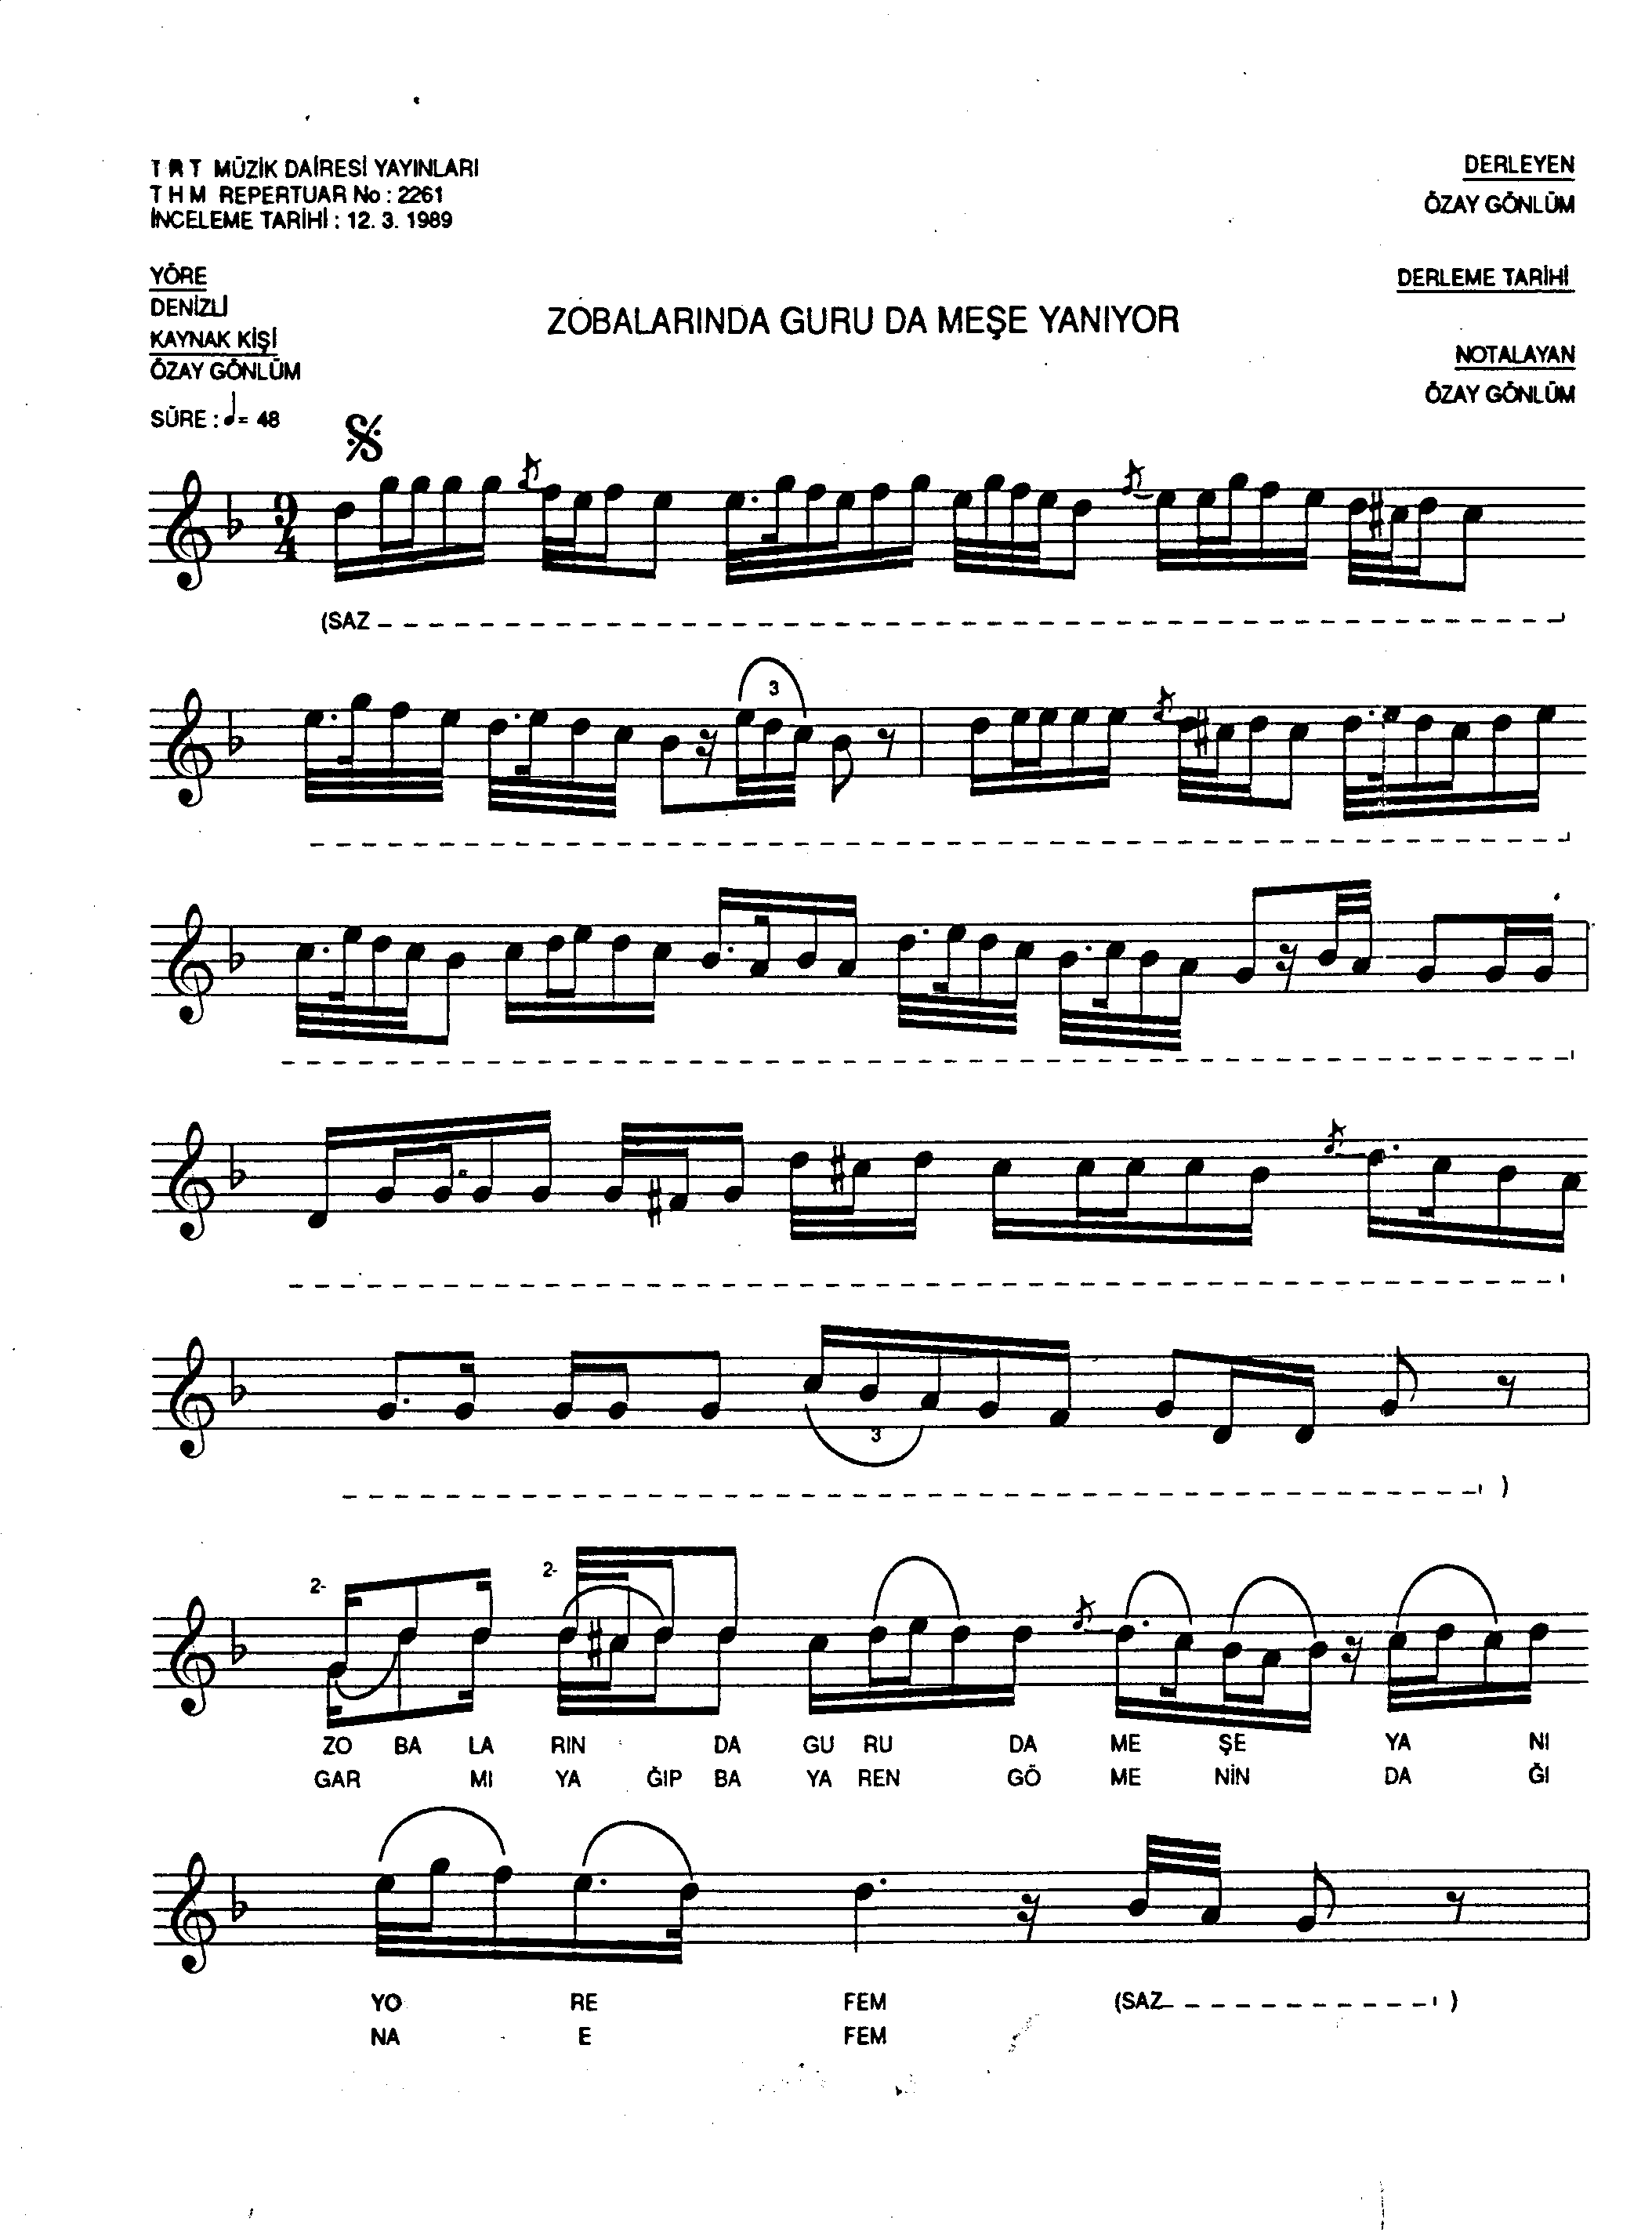 T R T MÜZİK DAİRESİ YAYINLARI
T H M REPERTUAR No : 2261
İNCELEME TARİHİ : 12. 3. 1989
DERLEYEN
ÖZAY GÖNLÜM
YÖRE
DENİZLİ
KAYNAK KİŞİ
ÖZAY GÖNLÜM
SÜRE : ♩= 48
ZOBALARINDA GURU DA MEŞE YANIYOR
DERLEME TARİHİ
NOTALAYAN
ÖZAY GÖNLÜM
9
4
(SAZ
3
3
)
2- 2-
ZO BA LA RIN DA GU RU DA ME ŞE YA NI
GAR MI YA ĞIP BA YA REN GÖ ME NİN DA ĞI
YO RE FEM (SAZ )
NA E FEM